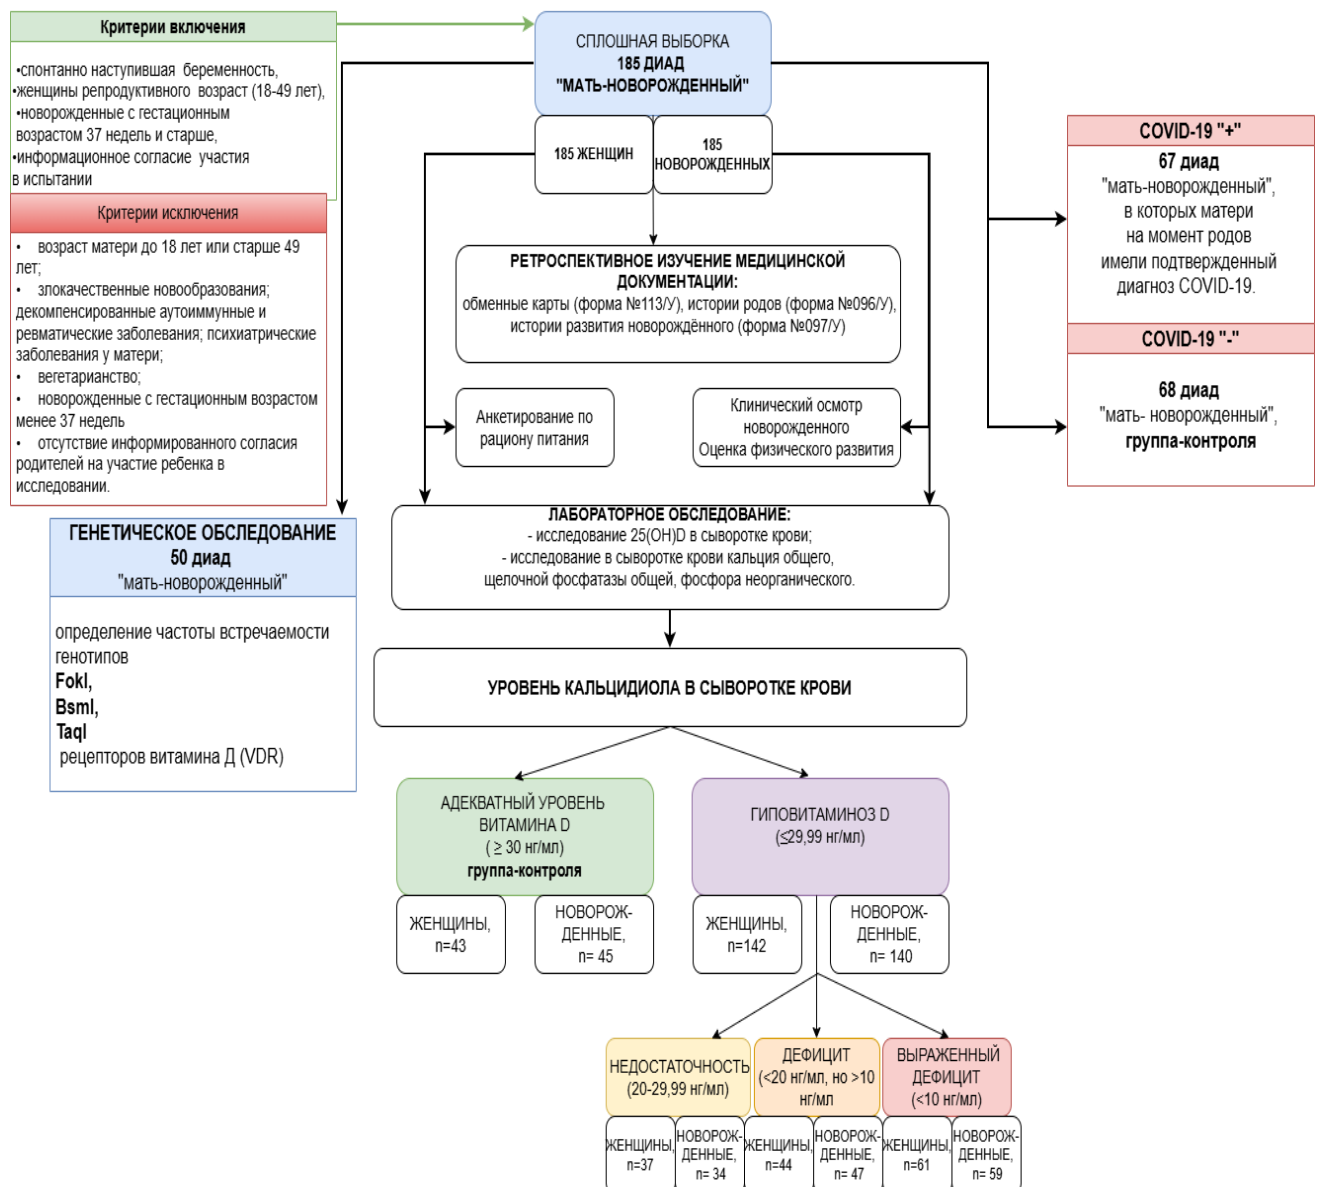 Критерии включения
•спонтанно наступившая беременность,
•женщины репродуктивного возраст (18-49 лет),
•новорожденные с гестационным
возрастом 37 недель и старше,
•информационное согласие участия
в испытании
Критерии исключения
• возраст матери до 18 лет или старше 49
лет;
• злокачественные новообразования;
декомпенсированные аутоиммунные и
ревматические заболевания; психиатрические
заболевания у матери;
• вегетарианство;
• новорожденные с гестационным возрастом
менее 37 недель
• отсутствие информированного согласия
родителей на участие ребенка в
исследовании.
СПЛОШНАЯ ВЫБОРКА
185 ДИАД
"МАТЬ-НОВОРОЖДЕННЫЙ"
185 ЖЕНЩИН
185
НОВОРОЖДЕННЫХ
COVID-19 "+"
67 диад
"мать-новорожденный",
в которых матери
на момент родов
имели подтвержденный
диагноз COVID-19.
COVID-19 "-"
68 диад
"мать- новорожденный",
группа-контроля
РЕТРОСПЕКТИВНОЕ ИЗУЧЕНИЕ МЕДИЦИНСКОЙ
ДОКУМЕНТАЦИИ:
обменные карты (форма №113/У), истории родов (форма №096/У),
истории развития новорождённого (форма №097/У)
Анкетирование по
рациону питания
Клинический осмотр
новорожденного
Оценка физического развития
ЛАБОРАТОРНОЕ ОБСЛЕДОВАНИЕ:
- исследование 25(OH)D в сыворотке крови;
- исследование в сыворотке крови кальция общего,
щелочной фосфатазы общей, фосфора неорганического.
ГЕНЕТИЧЕСКОЕ ОБСЛЕДОВАНИЕ
50 диад
"мать-новорожденный"
определение частоты встречаемости
генотипов
FokI,
BsmI,
TaqI
рецепторов витамина Д (VDR)
УРОВЕНЬ КАЛЬЦИДИОЛА В СЫВОРОТКЕ КРОВИ
АДЕКВАТНЫЙ УРОВЕНЬ
ВИТАМИНА D
( ≥ 30 нг/мл)
группа-контроля
ЖЕНЩИНЫ,
n=43
НОВОРОЖ-
ДЕННЫЕ,
n= 45
ГИПОВИТАМИНОЗ D
(≤29,99 нг/мл)
ЖЕНЩИНЫ,
n=142
НОВОРОЖ-
ДЕННЫЕ,
n= 140
НЕДОСТАТОЧНОСТЬ
(20-29,99 нг/мл)
ЖЕНЩИНЫ,
n=37
НОВОРОЖ-
ДЕННЫЕ,
n= 34
ДЕФИЦИТ
(<20 нг/мл, но >10
нг/мл
ЖЕНЩИНЫ,
n=44
НОВОРОЖ-
ДЕННЫЕ,
n= 47
ВЫРАЖЕННЫЙ
ДЕФИЦИТ
(<10 нг/мл)
ЖЕНЩИНЫ,
n=61
НОВОРОЖ-
ДЕННЫЕ,
n= 59